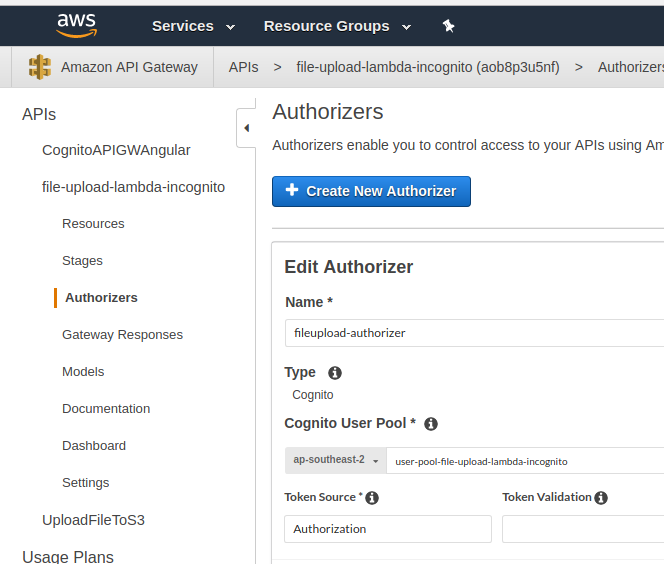 aws Services Resource Groups
Amazon API Gateway APIs > file-upload-lambda-incognito (aob8p3u5nf) > Authorizers
APIs
CognitoAPIGWAngular
file-upload-lambda-incognito
Resources
Stages
Authorizers
Gateway Responses
Models
Documentation
Dashboard
Settings
UploadFileToS3
Usage Plans
Authorizers
Authorizers enable you to control access to your APIs using Am
+ Create New Authorizer
Edit Authorizer
Name *
fileupload-authorizer
Type
Cognito
Cognito User Pool *
ap-southeast-2 user-pool-file-upload-lambda-incognito
Token Source * Token Validation
Authorization